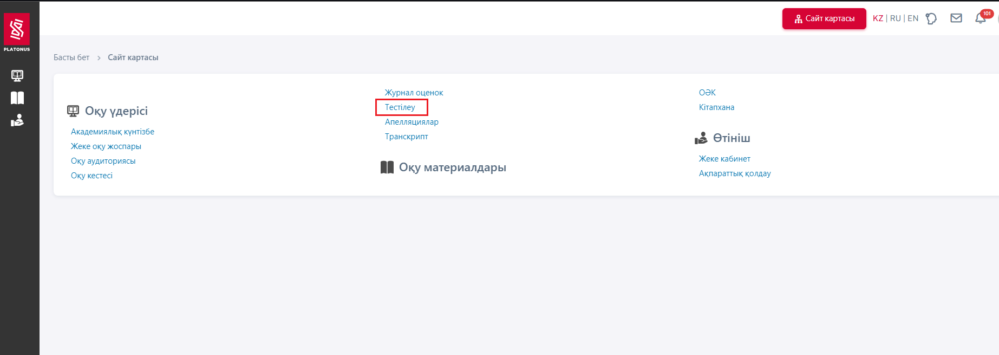 PLATONUS
Сайт картасы
KZ | RU | EN
101
Басты бет > Сайт картасы
Оқу үдерісі
Академиялық күнтізбе
Жеке оқу жоспары
Оқу аудиториясы
Оқу кестесі
Журнал оценок
Тестілеу
Апелляциялар
Транскрипт
Оқу материалдары
ОӘК
Кітапхана
Өтініш
Жеке кабинет
Ақпараттық қолдау